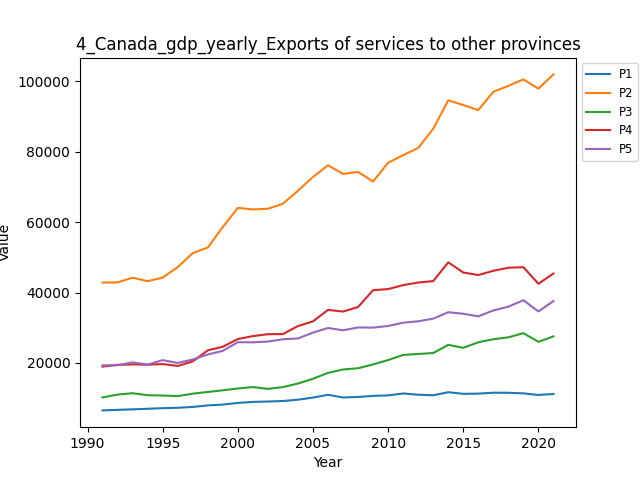 4_Canada_gdp_yearly_Exports of services to other provinces
100000
80000
60000
40000
20000
Value
1990 1995 2000 2005 2010 2015 2020
Year
P1
P2
P3
P4
P5